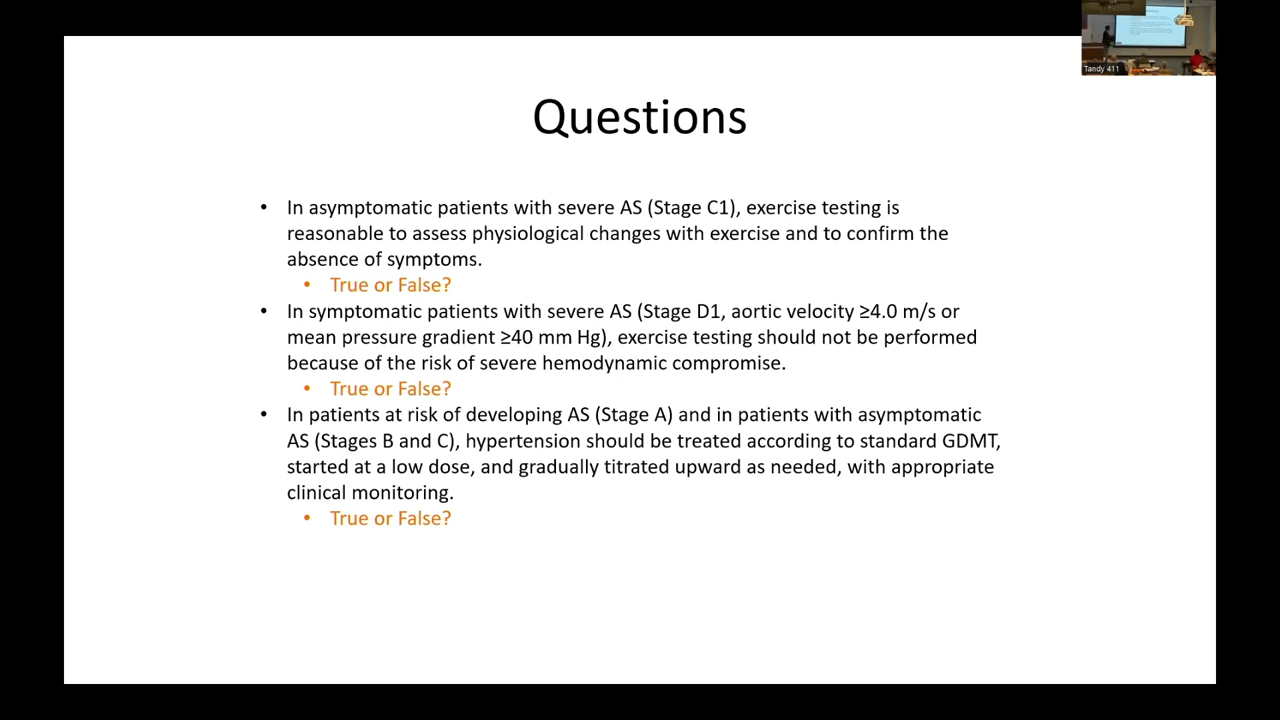 Tandy 411
Questions
• In asymptomatic patients with severe AS (Stage C1), exercise testing is
reasonable to assess physiological changes with exercise and to confirm the
absence of symptoms.
• True or False?
• In symptomatic patients with severe AS (Stage D1, aortic velocity ≥4.0 m/s or
mean pressure gradient ≥40 mm Hg), exercise testing should not be performed
because of the risk of severe hemodynamic compromise.
• True or False?
• In patients at risk of developing AS (Stage A) and in patients with asymptomatic
AS (Stages B and C), hypertension should be treated according to standard GDMT,
started at a low dose, and gradually titrated upward as needed, with appropriate
clinical monitoring.
• True or False?